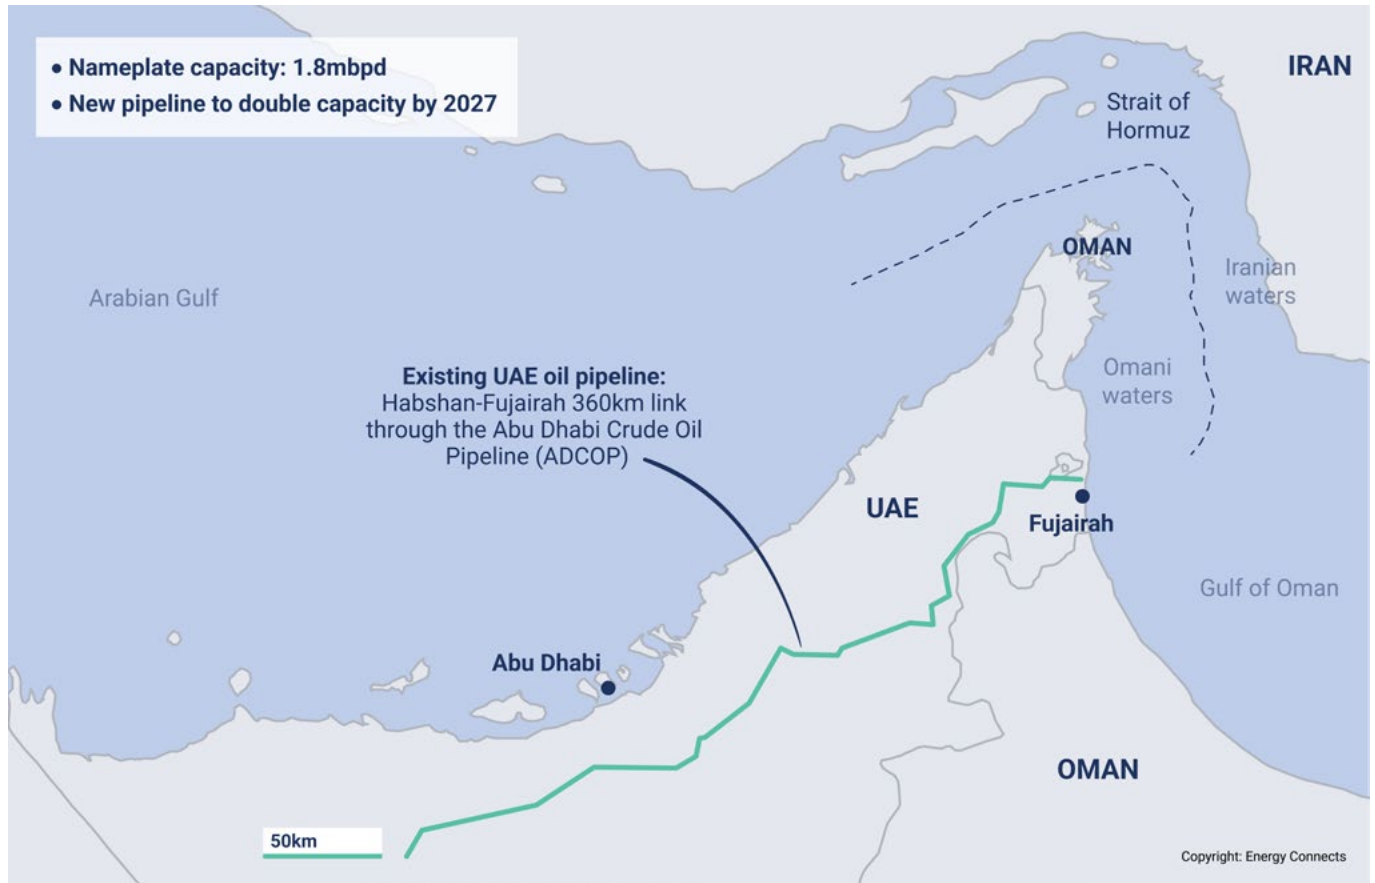 • Nameplate capacity: 1.8mbpd
• New pipeline to double capacity by 2027
IRAN
Strait of
Hormuz
OMAN
Iranian
waters
Arabian Gulf
Omani
waters
Existing UAE oil pipeline:
Habshan-Fujairah 360km link
through the Abu Dhabi Crude Oil
Pipeline (ADCOP)
UAE
Fujairah
Gulf of Oman
Abu Dhabi
OMAN
50km
Copyright: Energy Connects